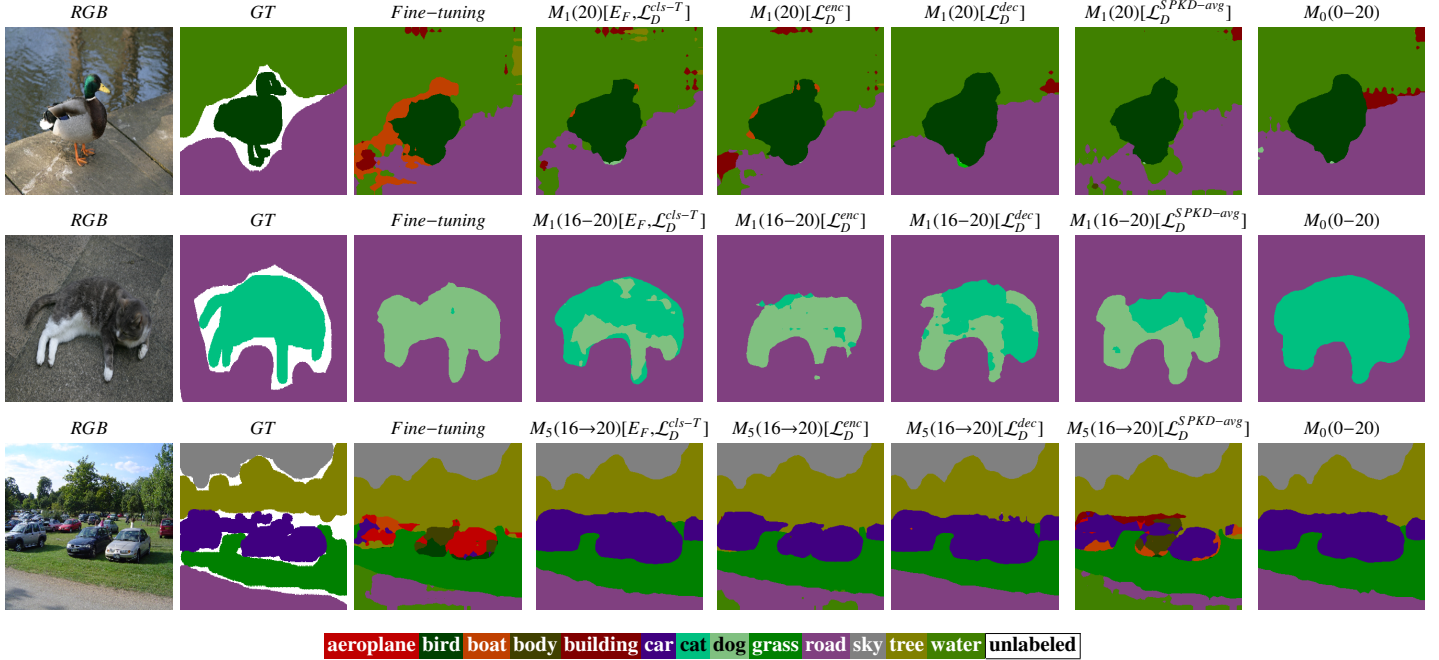 RGB GT Fine−tuning M₁(20)[E_F,ℒ_D^{cls−T}] M₁(20)[ℒ_D^{enc}] M₁(20)[ℒ_D^{dec}] M₁(20)[ℒ_D^{SPKD−avg}] M₀(0−20)
RGB GT Fine−tuning M₁(16−20)[E_F,ℒ_D^{cls−T}] M₁(16−20)[ℒ_D^{enc}] M₁(16−20)[ℒ_D^{dec}] M₁(16−20)[ℒ_D^{SPKD−avg}] M₀(0−20)
RGB GT Fine−tuning M₅(16→20)[E_F,ℒ_D^{cls−T}] M₅(16→20)[ℒ_D^{enc}] M₅(16→20)[ℒ_D^{dec}] M₅(16→20)[ℒ_D^{SPKD−avg}] M₀(0−20)
aeroplane bird boat body building car cat dog grass road sky tree water unlabeled